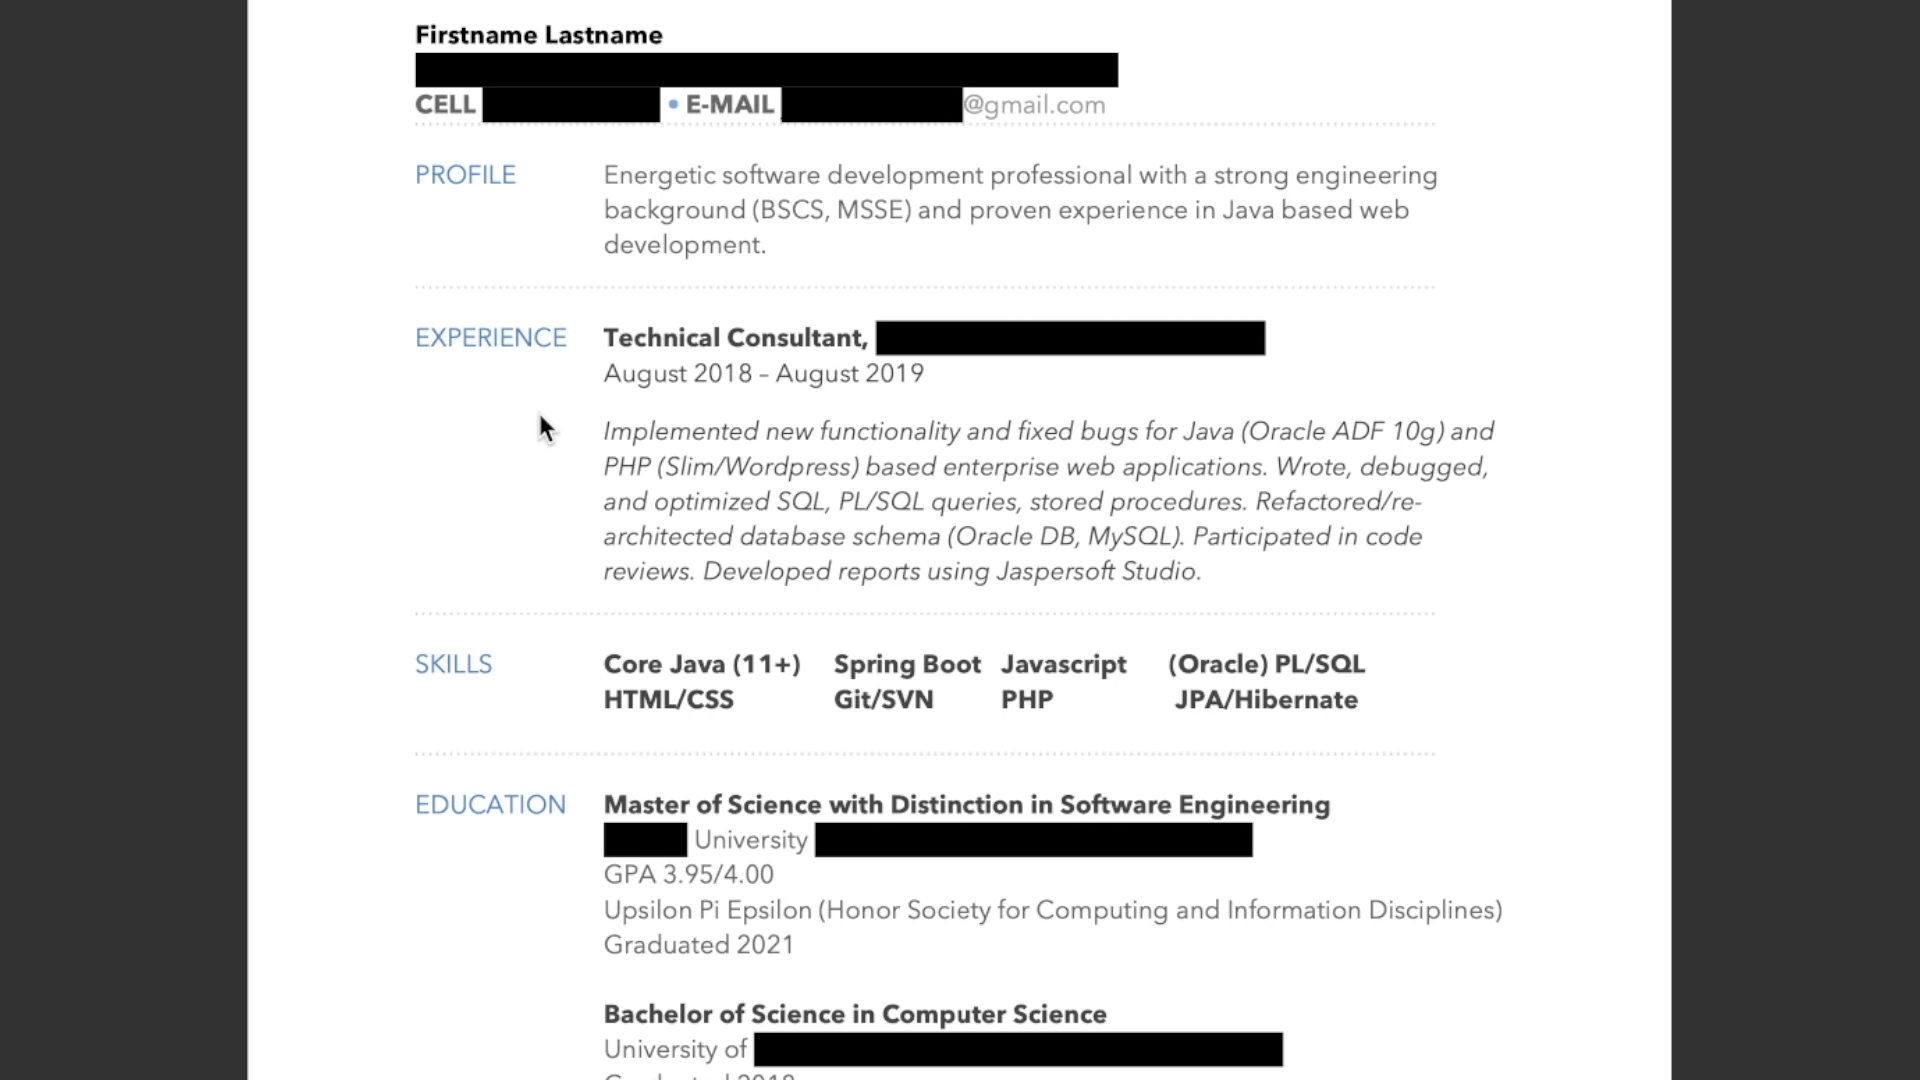 Firstname Lastname
CELL • E-MAIL @gmail.com
PROFILE
Energetic software development professional with a strong engineering
background (BSCS, MSSE) and proven experience in Java based web
development.
EXPERIENCE
Technical Consultant,
August 2018 – August 2019
Implemented new functionality and fixed bugs for Java (Oracle ADF 10g) and
PHP (Slim/Wordpress) based enterprise web applications. Wrote, debugged,
and optimized SQL, PL/SQL queries, stored procedures. Refactored/re-
architected database schema (Oracle DB, MySQL). Participated in code
reviews. Developed reports using Jaspersoft Studio.
SKILLS
Core Java (11+) Spring Boot Javascript (Oracle) PL/SQL
HTML/CSS Git/SVN PHP JPA/Hibernate
EDUCATION
Master of Science with Distinction in Software Engineering
University
GPA 3.95/4.00
Upsilon Pi Epsilon (Honor Society for Computing and Information Disciplines)
Graduated 2021
Bachelor of Science in Computer Science
University of